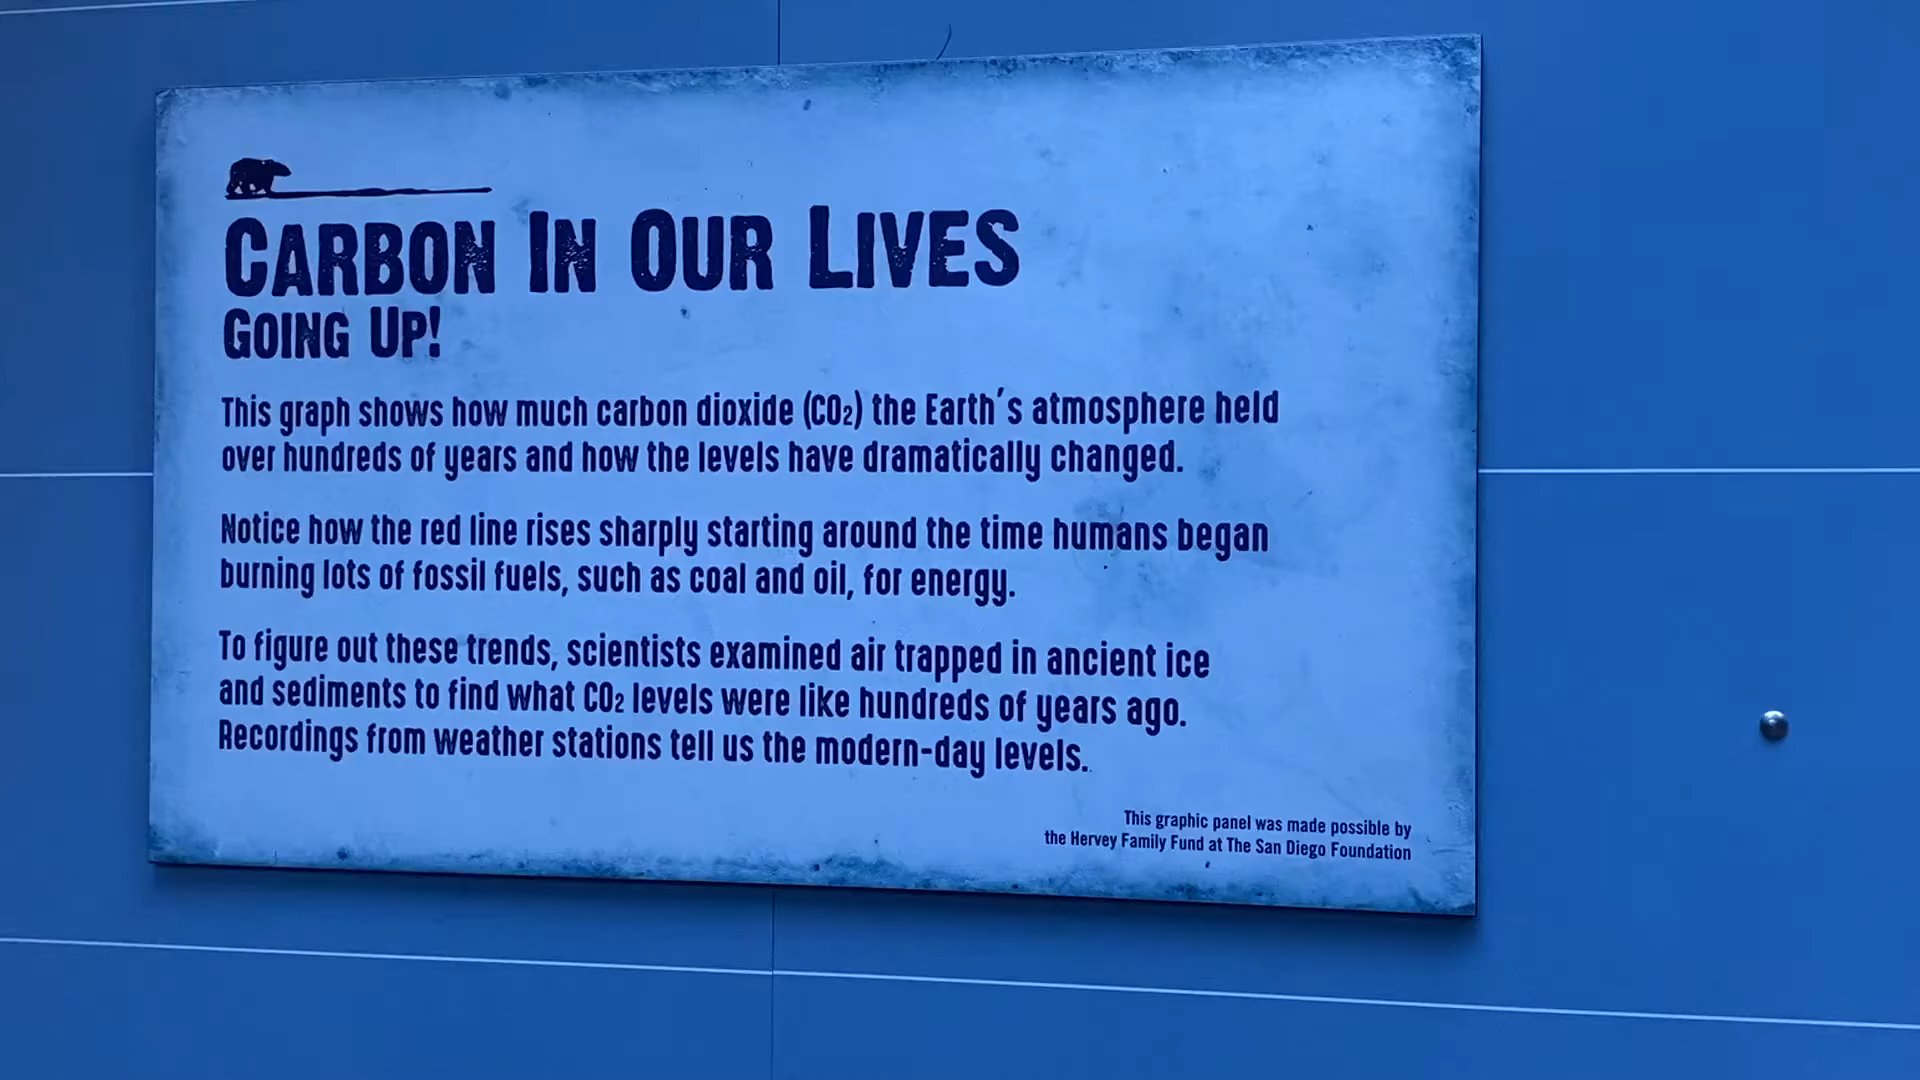 CARBON IN OUR LIVES
GOING UP!
This graph shows how much carbon dioxide (CO₂) the Earth's atmosphere held
over hundreds of years and how the levels have dramatically changed.
Notice how the red line rises sharply starting around the time humans began
burning lots of fossil fuels, such as coal and oil, for energy.
To figure out these trends, scientists examined air trapped in ancient ice
and sediments to find what CO₂ levels were like hundreds of years ago.
Recordings from weather stations tell us the modern-day levels.
This graphic panel was made possible by
the Hervey Family Fund at The San Diego Foundation